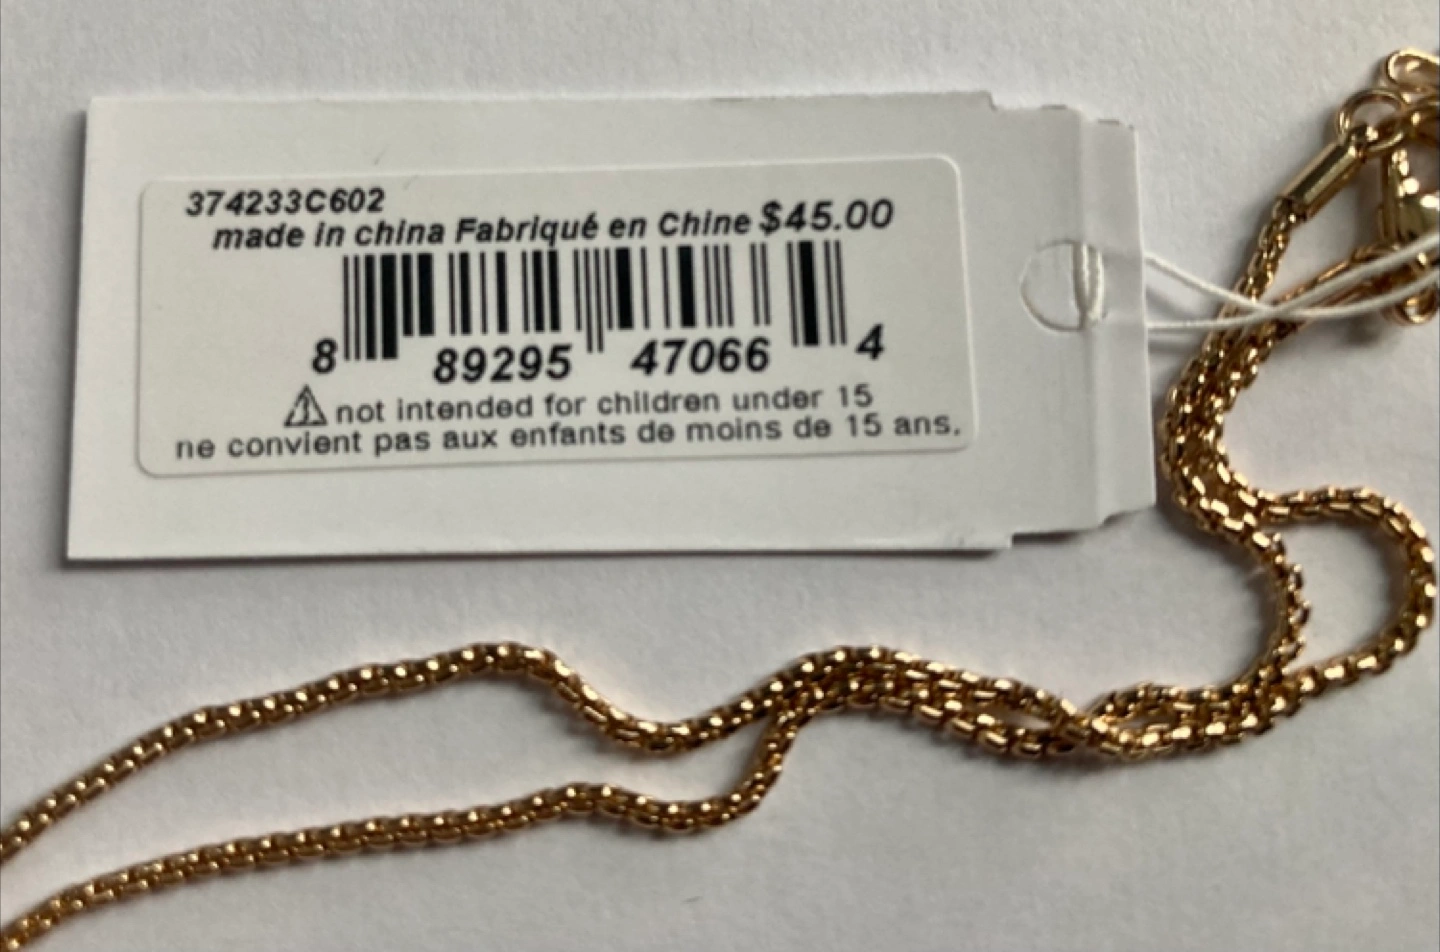 374233C602
made in china Fabriqué en Chine $45.00
8 89295 47066 4
not intended for children under 15
ne convient pas aux enfants de moins de 15 ans.